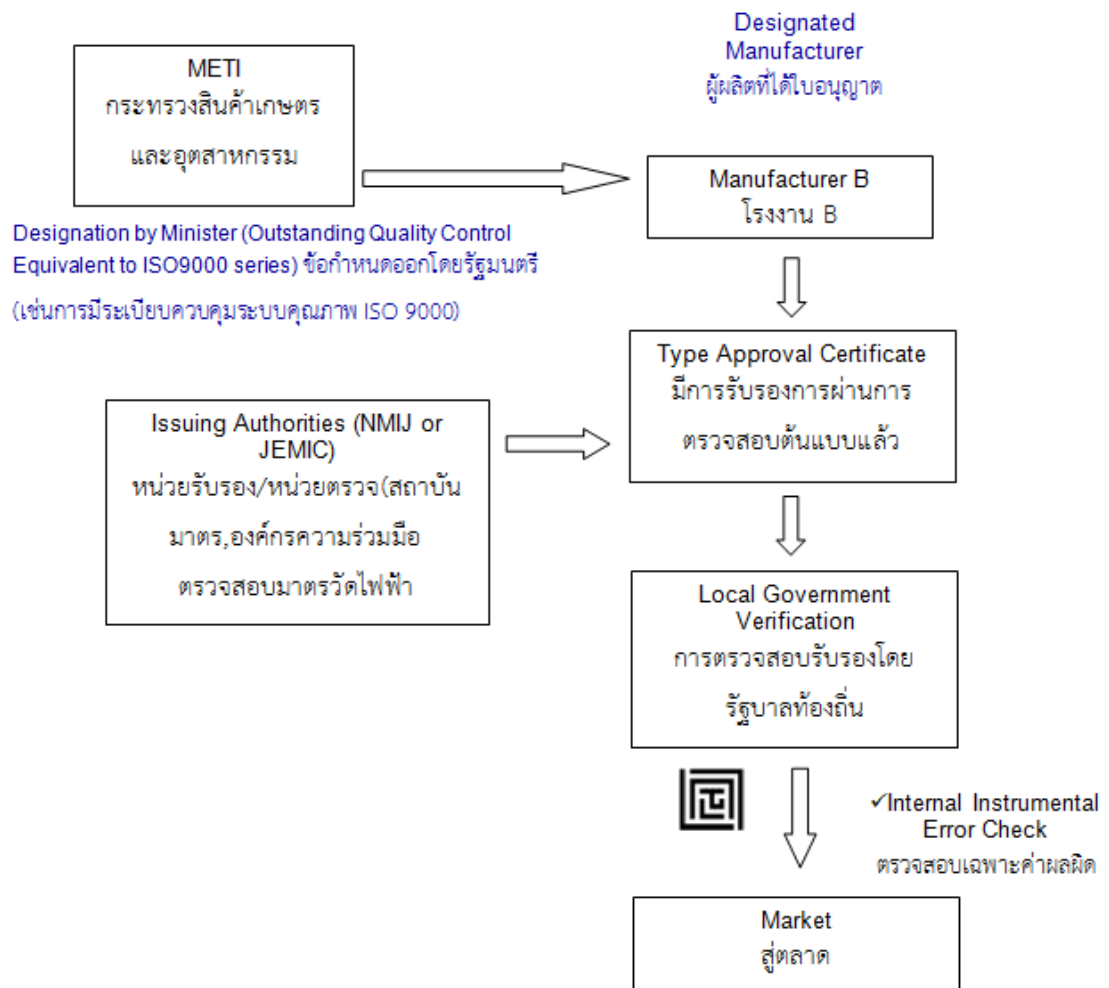 Designated
Manufacturer
ผู้ผลิตที่ได้ใบอนุญาต
METI
กระทรวงสินค้าเกษตร
และอุตสาหกรรม
Manufacturer B
โรงงาน B
Designation by Minister (Outstanding Quality Control
Equivalent to ISO9000 series) ข้อกำหนดออกโดยรัฐมนตรี
(เช่นการมีระเบียบควบคุมระบบคุณภาพ ISO 9000)
Type Approval Certificate
มีการรับรองการผ่านการ
ตรวจสอบต้นแบบแล้ว
Issuing Authorities (NMIJ or
JEMIC)
หน่วยรับรอง/หน่วยตรวจ(สถาบัน
มาตร,องค์กรความร่วมมือ
ตรวจสอบมาตรวัดไฟฟ้า
Local Government
Verification
การตรวจสอบรับรองโดย
รัฐบาลท้องถิ่น
✓Internal Instrumental
Error Check
ตรวจสอบเฉพาะค่าผลผิด
Market
สู่ตลาด